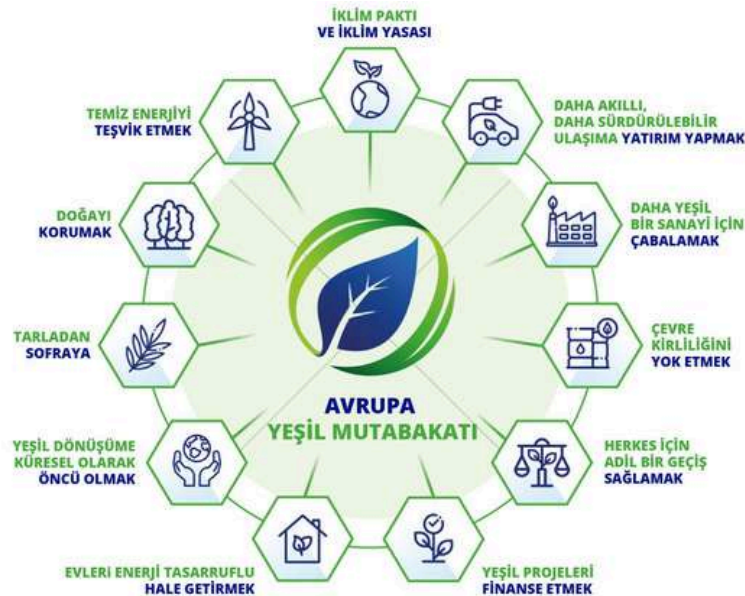 İKLİM PAKTI
VE İKLİM YASASI
DAHA AKILLI,
DAHA SÜRDÜRÜLEBİLİR
ULAŞIMA YATIRIM YAPMAK
DAHA YEŞİL
BİR SANAYİ İÇİN
ÇABALAMAK
ÇEVRE
KİRLİLİĞİNİ
YOK ETMEK
HERKES İÇİN
ADİL BİR GEÇİŞ
SAĞLAMAK
YEŞİL PROJELERİ
FİNANSE ETMEK
EVLERi ENERJİ TASARRUFLU
HALE GETİRMEK
YEŞİL DÖNÜŞÜME
KÜRESEL OLARAK
ÖNCÜ OLMAK
TARLADAN
SOFRAYA
DOĞAYI
KORUMAK
TEMİZ ENERJİYİ
TEŞVİK ETMEK
AVRUPA
YEŞİL MUTABAKATI